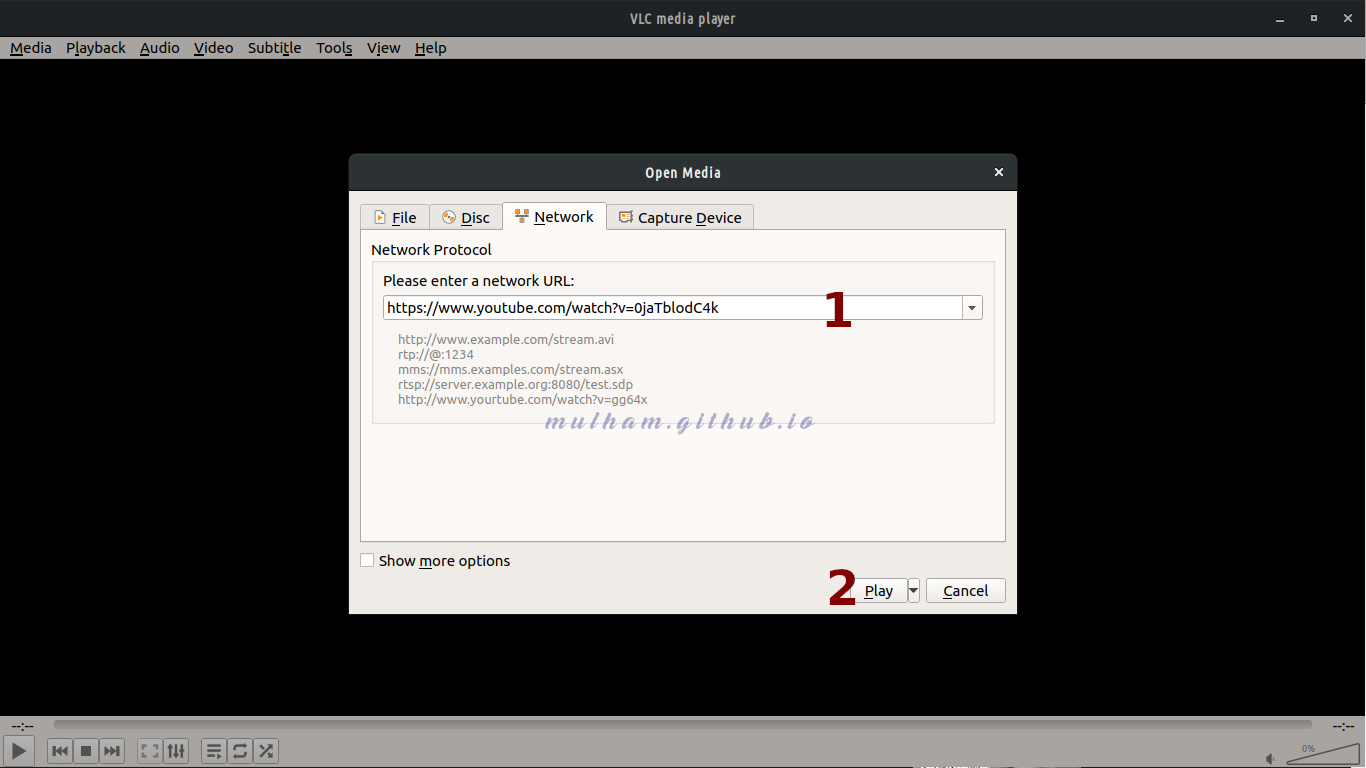 VLC media player
Media Playback Audio Video Subtitle Tools View Help
Open Media
File Disc Network Capture Device
Network Protocol
Please enter a network URL:
https://www.youtube.com/watch?v=0jaTblodC4k
1
http://www.example.com/stream.avi
rtp://@:1234
mms://mms.examples.com/stream.asx
rtsp://server.example.org:8080/test.sdp
http://www.yourtube.com/watch?v=gg64x
mulham.github.io
Show more options
2 Play Cancel
--:-- --:--
0%